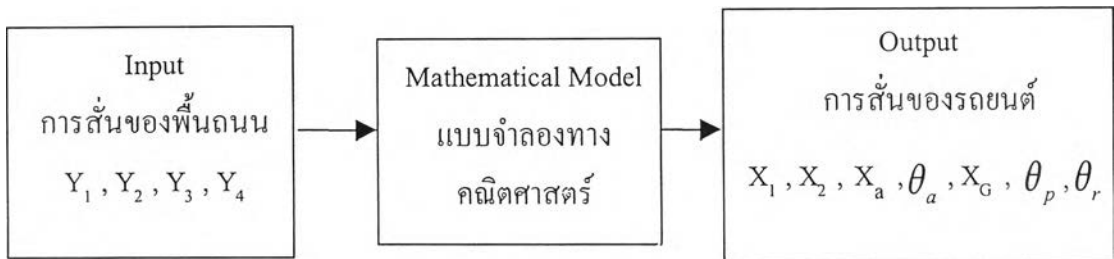 Input
การสั่นของพื้นถนน
Y₁ , Y₂ , Y₃ , Y₄
Mathematical Model
แบบจำลองทาง
คณิตศาสตร์
Output
การสั่นของรถยนต์
X₁ , X₂ , Xₐ , θₐ , X_G , θₚ , θᵣ